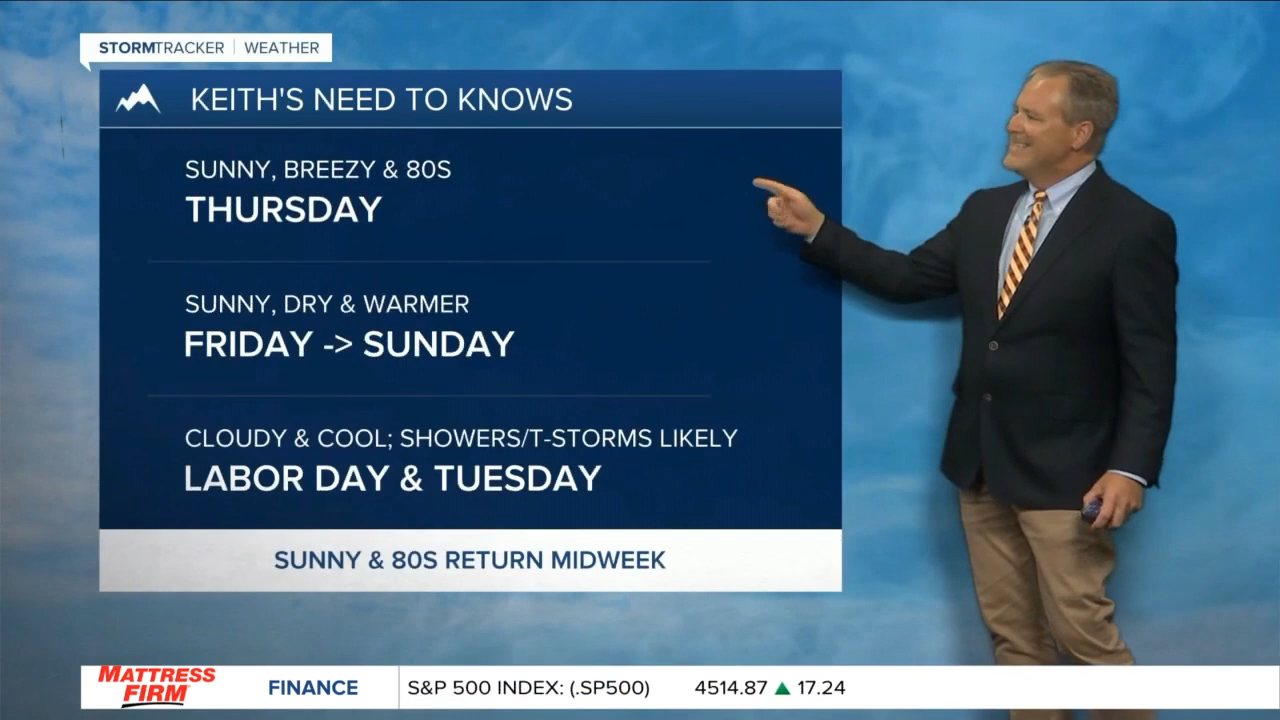 STORMTRACKER | WEATHER
KEITH'S NEED TO KNOWS
SUNNY, BREEZY & 80S
THURSDAY
SUNNY, DRY & WARMER
FRIDAY -> SUNDAY
CLOUDY & COOL; SHOWERS/T-STORMS LIKELY
LABOR DAY & TUESDAY
SUNNY & 80S RETURN MIDWEEK
MATTRESS
FIRM
FINANCE
S&P 500 INDEX: (.SP500) 4514.87 ▲ 17.24